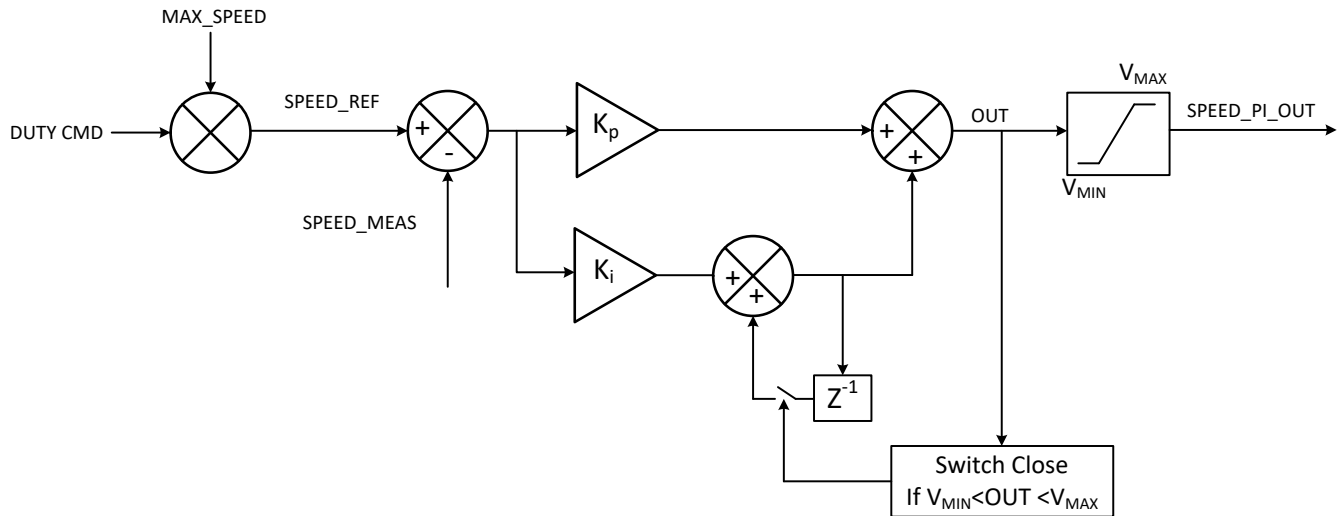 MAX_SPEED
DUTY CMD
SPEED_REF
+
-
SPEED_MEAS
Kp
Ki
+
+
Z-1
+
+
OUT
VMAX
VMIN
SPEED_PI_OUT
Switch Close
If VMIN<OUT <VMAX